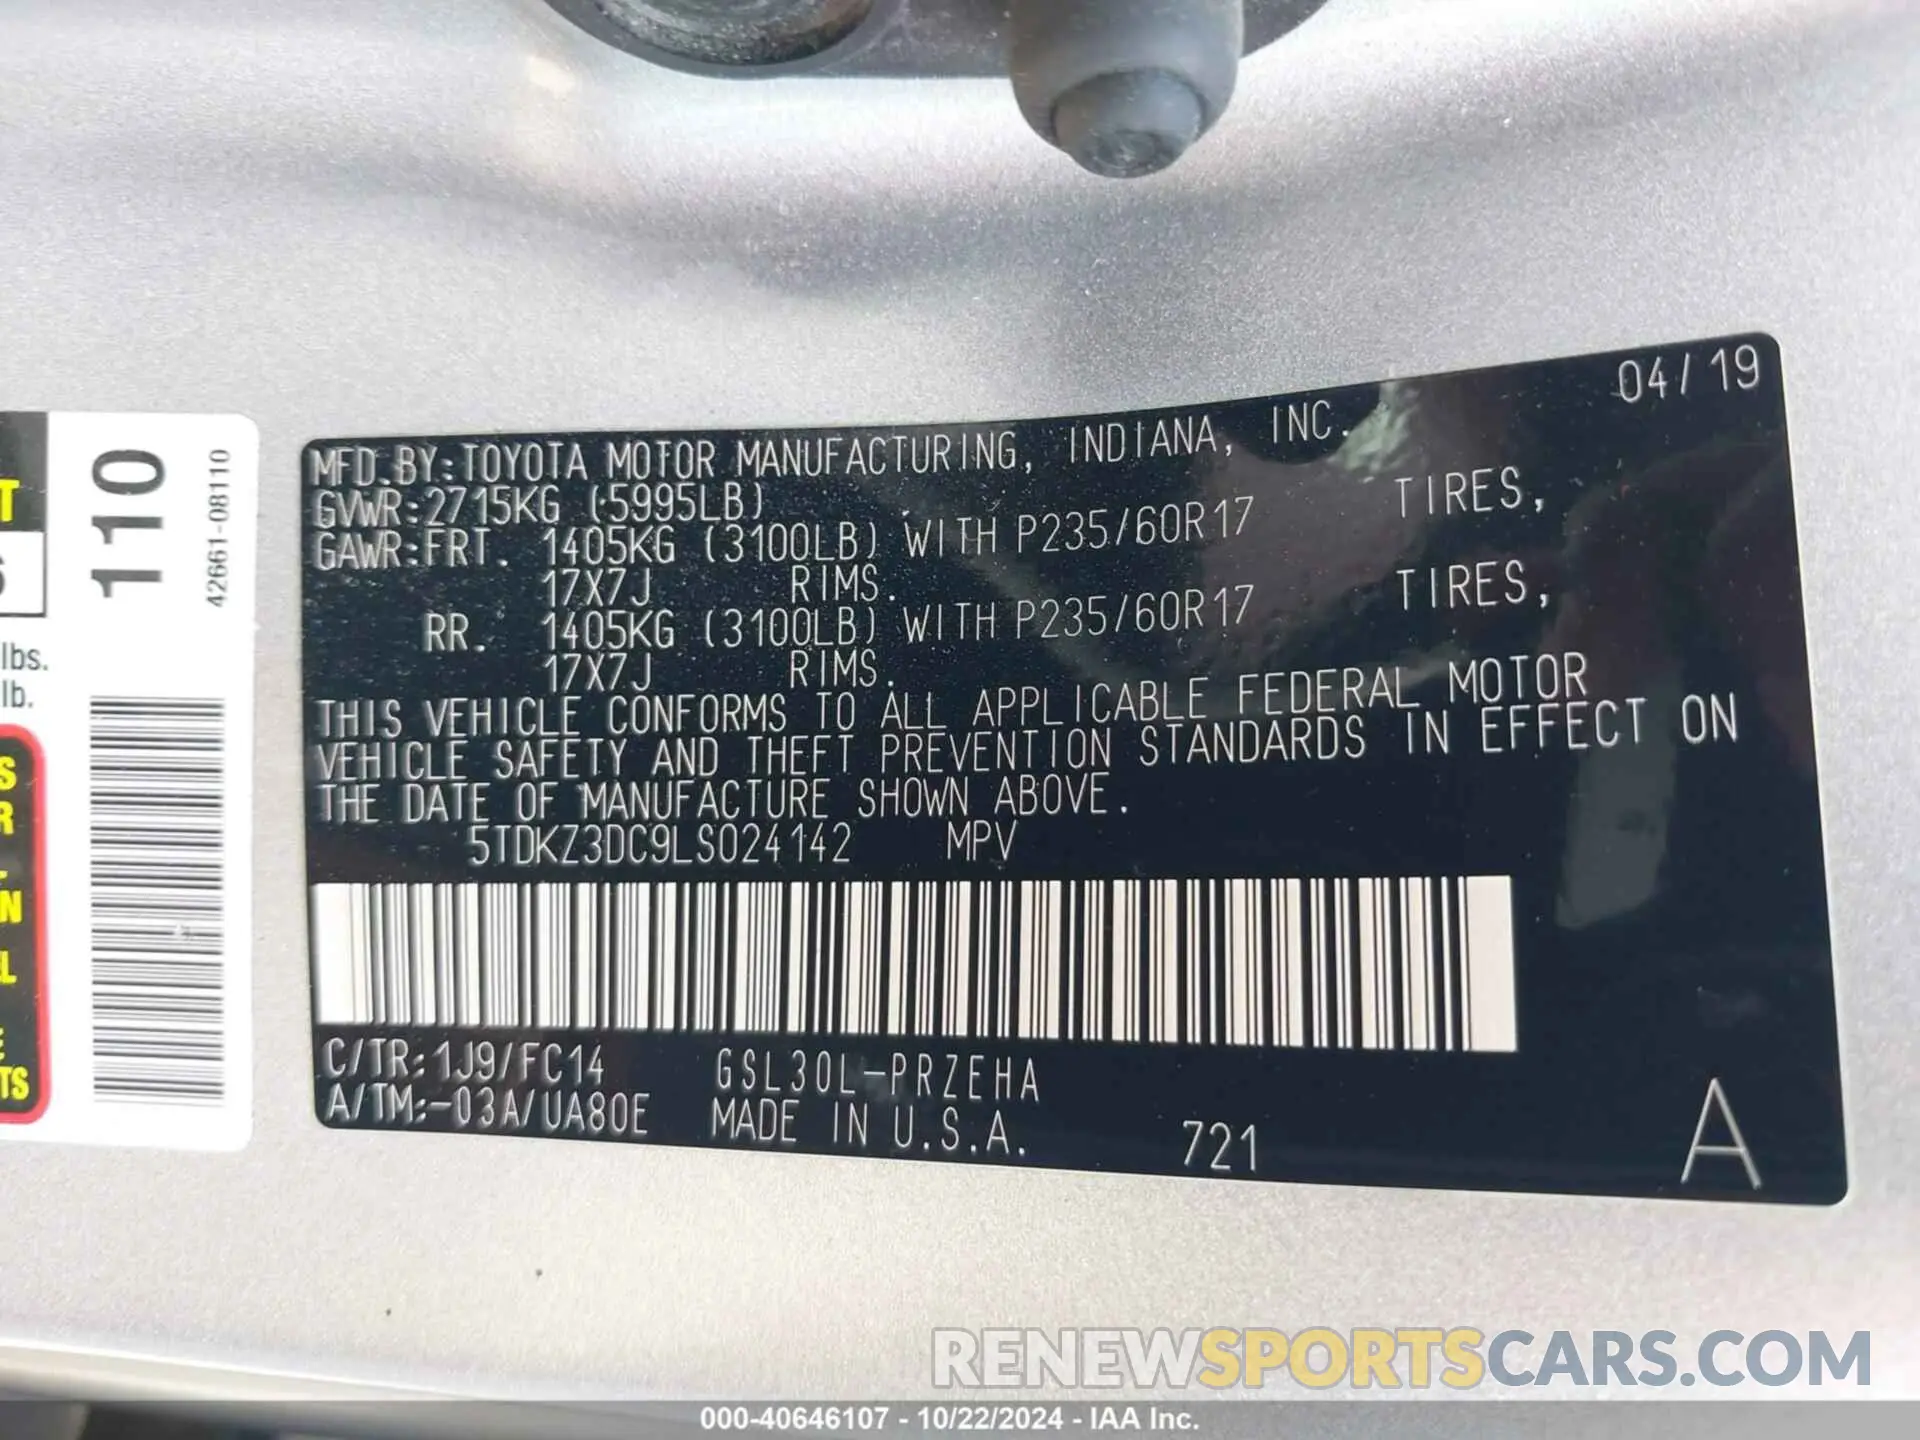 04/19
MFD.BY:TOYOTA MOTOR MANUFACTURING, INDIANA, INC.
GVWR:2715KG (5995LB)
GAWR:FRT. 1405KG (3100LB) WITH P235/60R17 TIRES,
17X7J RIMS.
RR. 1405KG (3100LB) WITH P235/60R17 TIRES,
17X7J RIMS.
THIS VEHICLE CONFORMS TO ALL APPLICABLE FEDERAL MOTOR
VEHICLE SAFETY AND THEFT PREVENTION STANDARDS IN EFFECT ON
THE DATE OF MANUFACTURE SHOWN ABOVE.
5TDKZ3DC9LS024142 MPV
C/TR:1J9/FC14 GSL30L-PRZEHA
A/TM:-03A/UA80E MADE IN U.S.A. 721 A
110
42661-08110
T
lbs.
lb.
S
R
N
L
E
TS
RENEWSPORTSCARS.COM
000-40646107 - 10/22/2024 - IAA Inc.